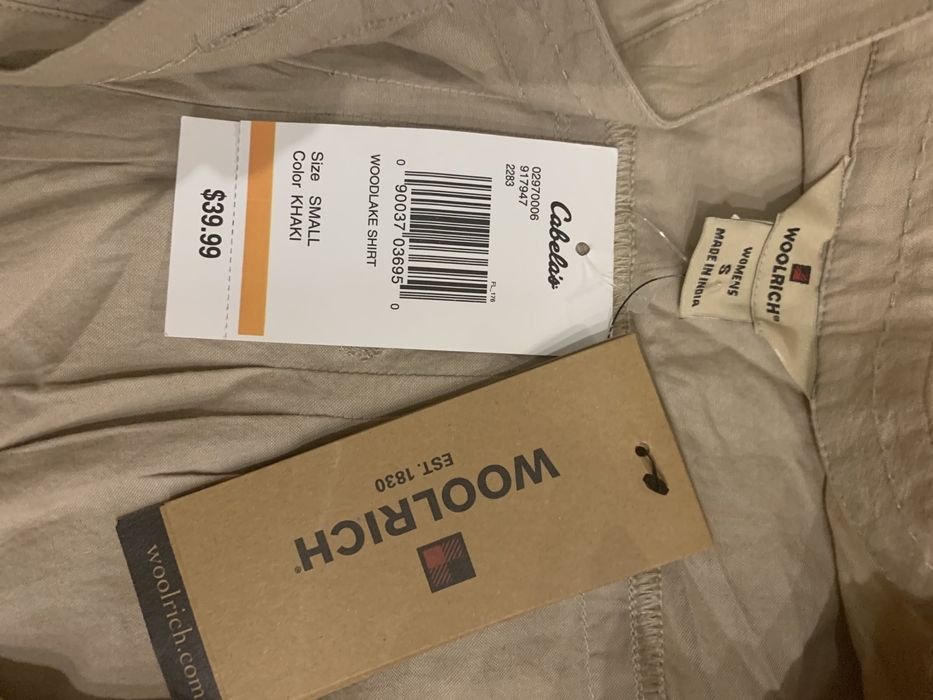 Cabela's
02970006
917947
2283
FL_176
0 90037 03695 0
WOODLAKE SHIRT
Size SMALL
Color KHAKI
$39.99
WOOLRICH®
WOMENS
S
MADE IN INDIA
WOOLRICH®
EST. 1830
woolrich.com